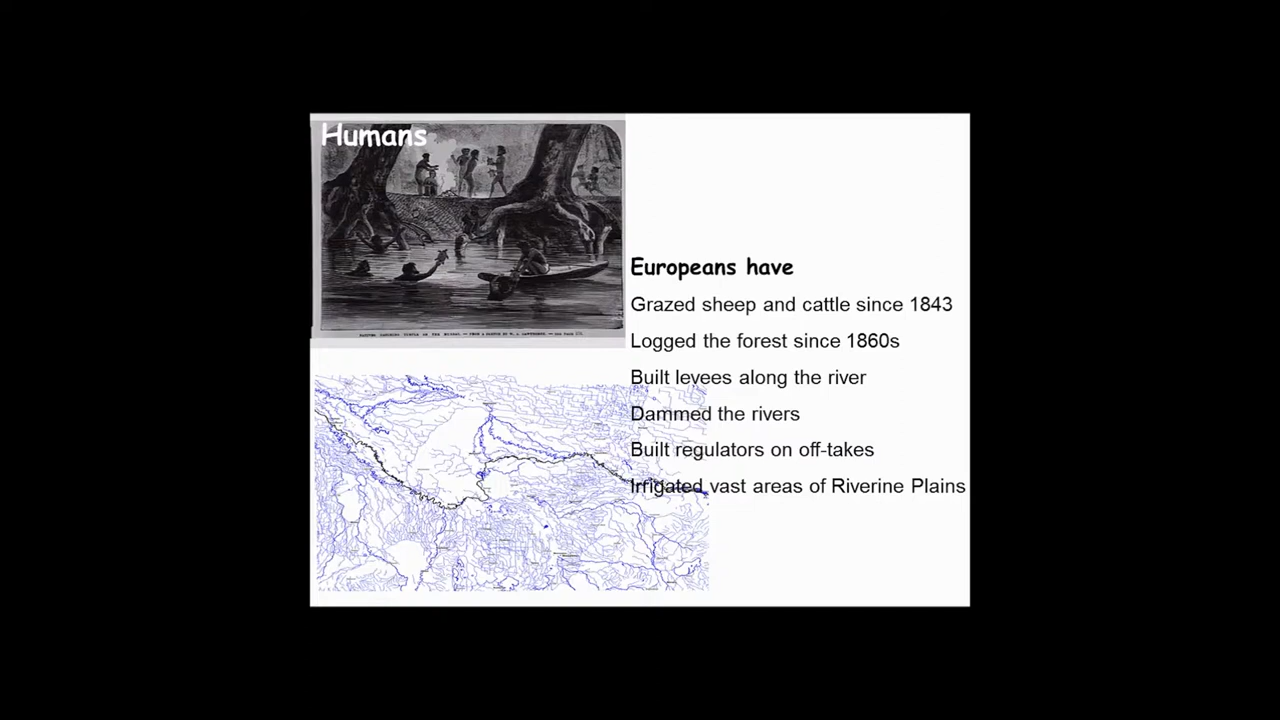 Humans
Europeans have
Grazed sheep and cattle since 1843
Logged the forest since 1860s
Built levees along the river
Dammed the rivers
Built regulators on off-takes
Irrigated vast areas of Riverine Plains